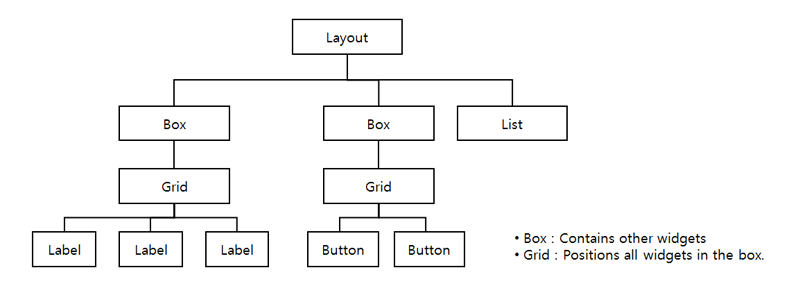 Layout
Box
Box
List
Grid
Grid
Label
Label
Label
Button
Button
• Box : Contains other widgets
• Grid : Positions all widgets in the box.